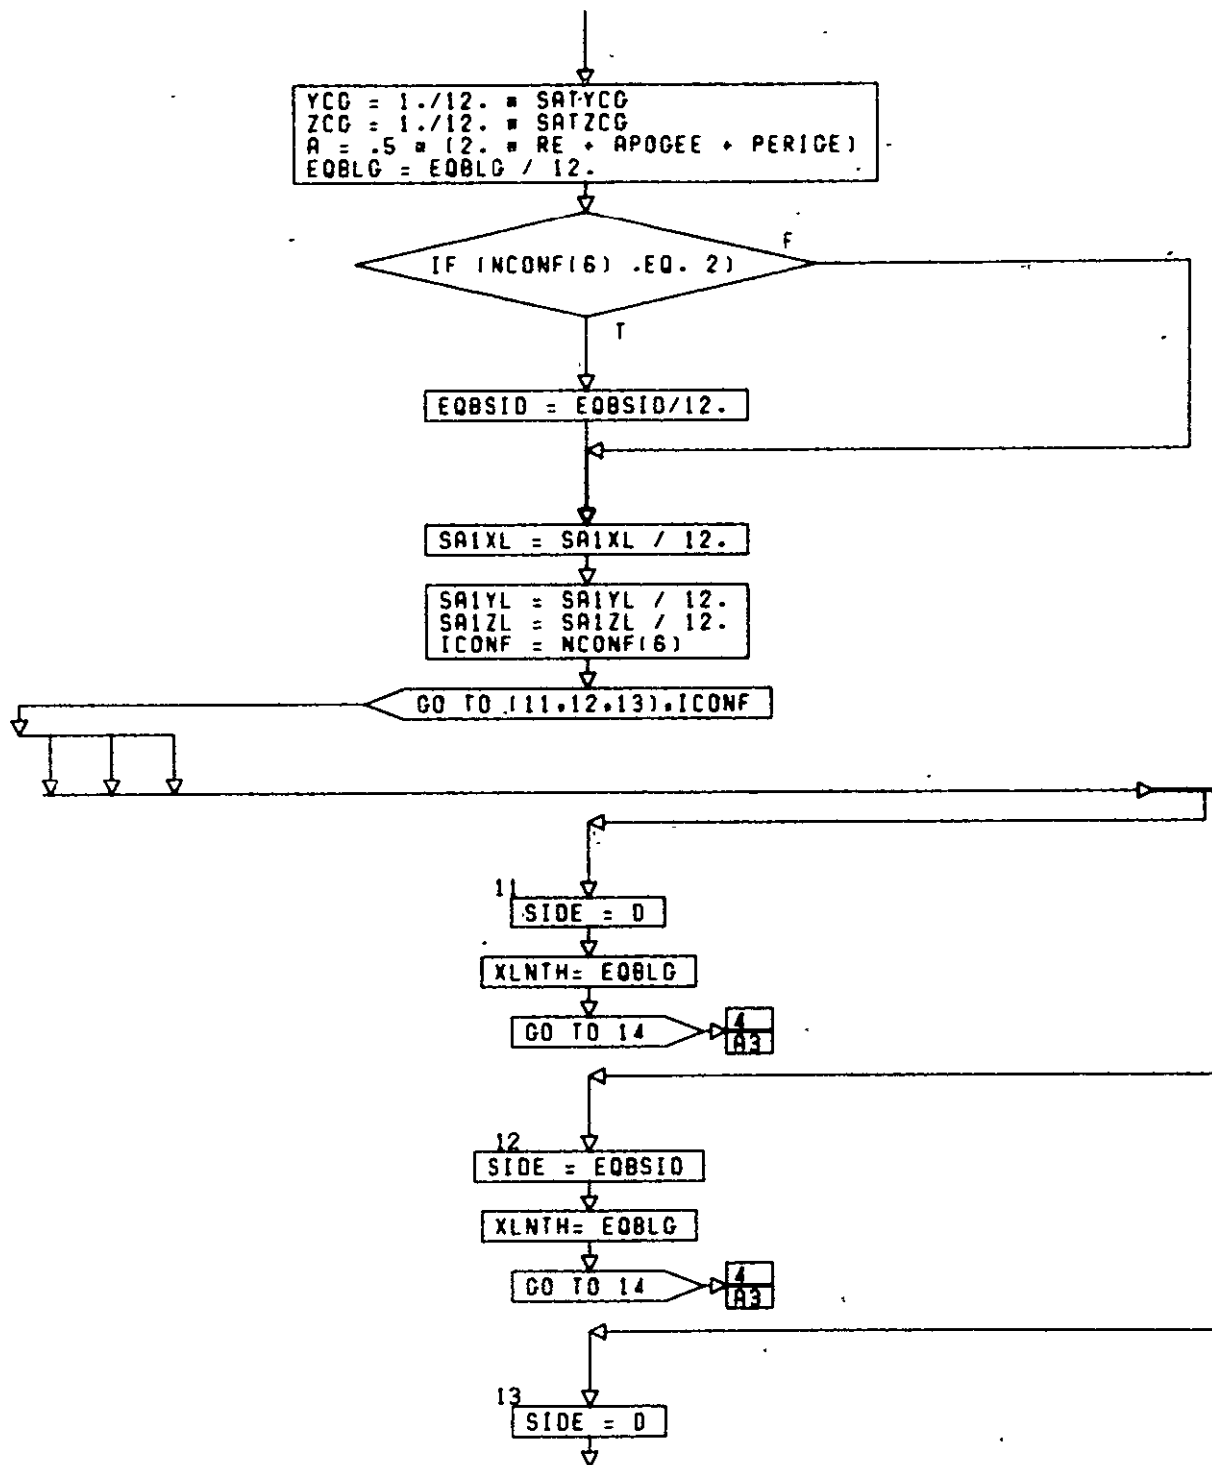 YCG = 1./12. * SATYCG
ZCG = 1./12. * SATZCG
A = .5 * (2. * RE + APOGEE + PERIGE)
EQBLG = EQBLG / 12.
F
IF (NCONF(6) .EQ. 2)
T
EQBSID = EQBSID/12.
SA1XL = SA1XL / 12.
SA1YL = SA1YL / 12.
SA1ZL = SA1ZL / 12.
ICONF = NCONF(6)
GO TO (11,12,13),ICONF
11
SIDE = D
XLNTH= EQBLG
GO TO 14
4
A3
12
SIDE = EQBSID
XLNTH= EQBLG
GO TO 14
4
A3
13
SIDE = D